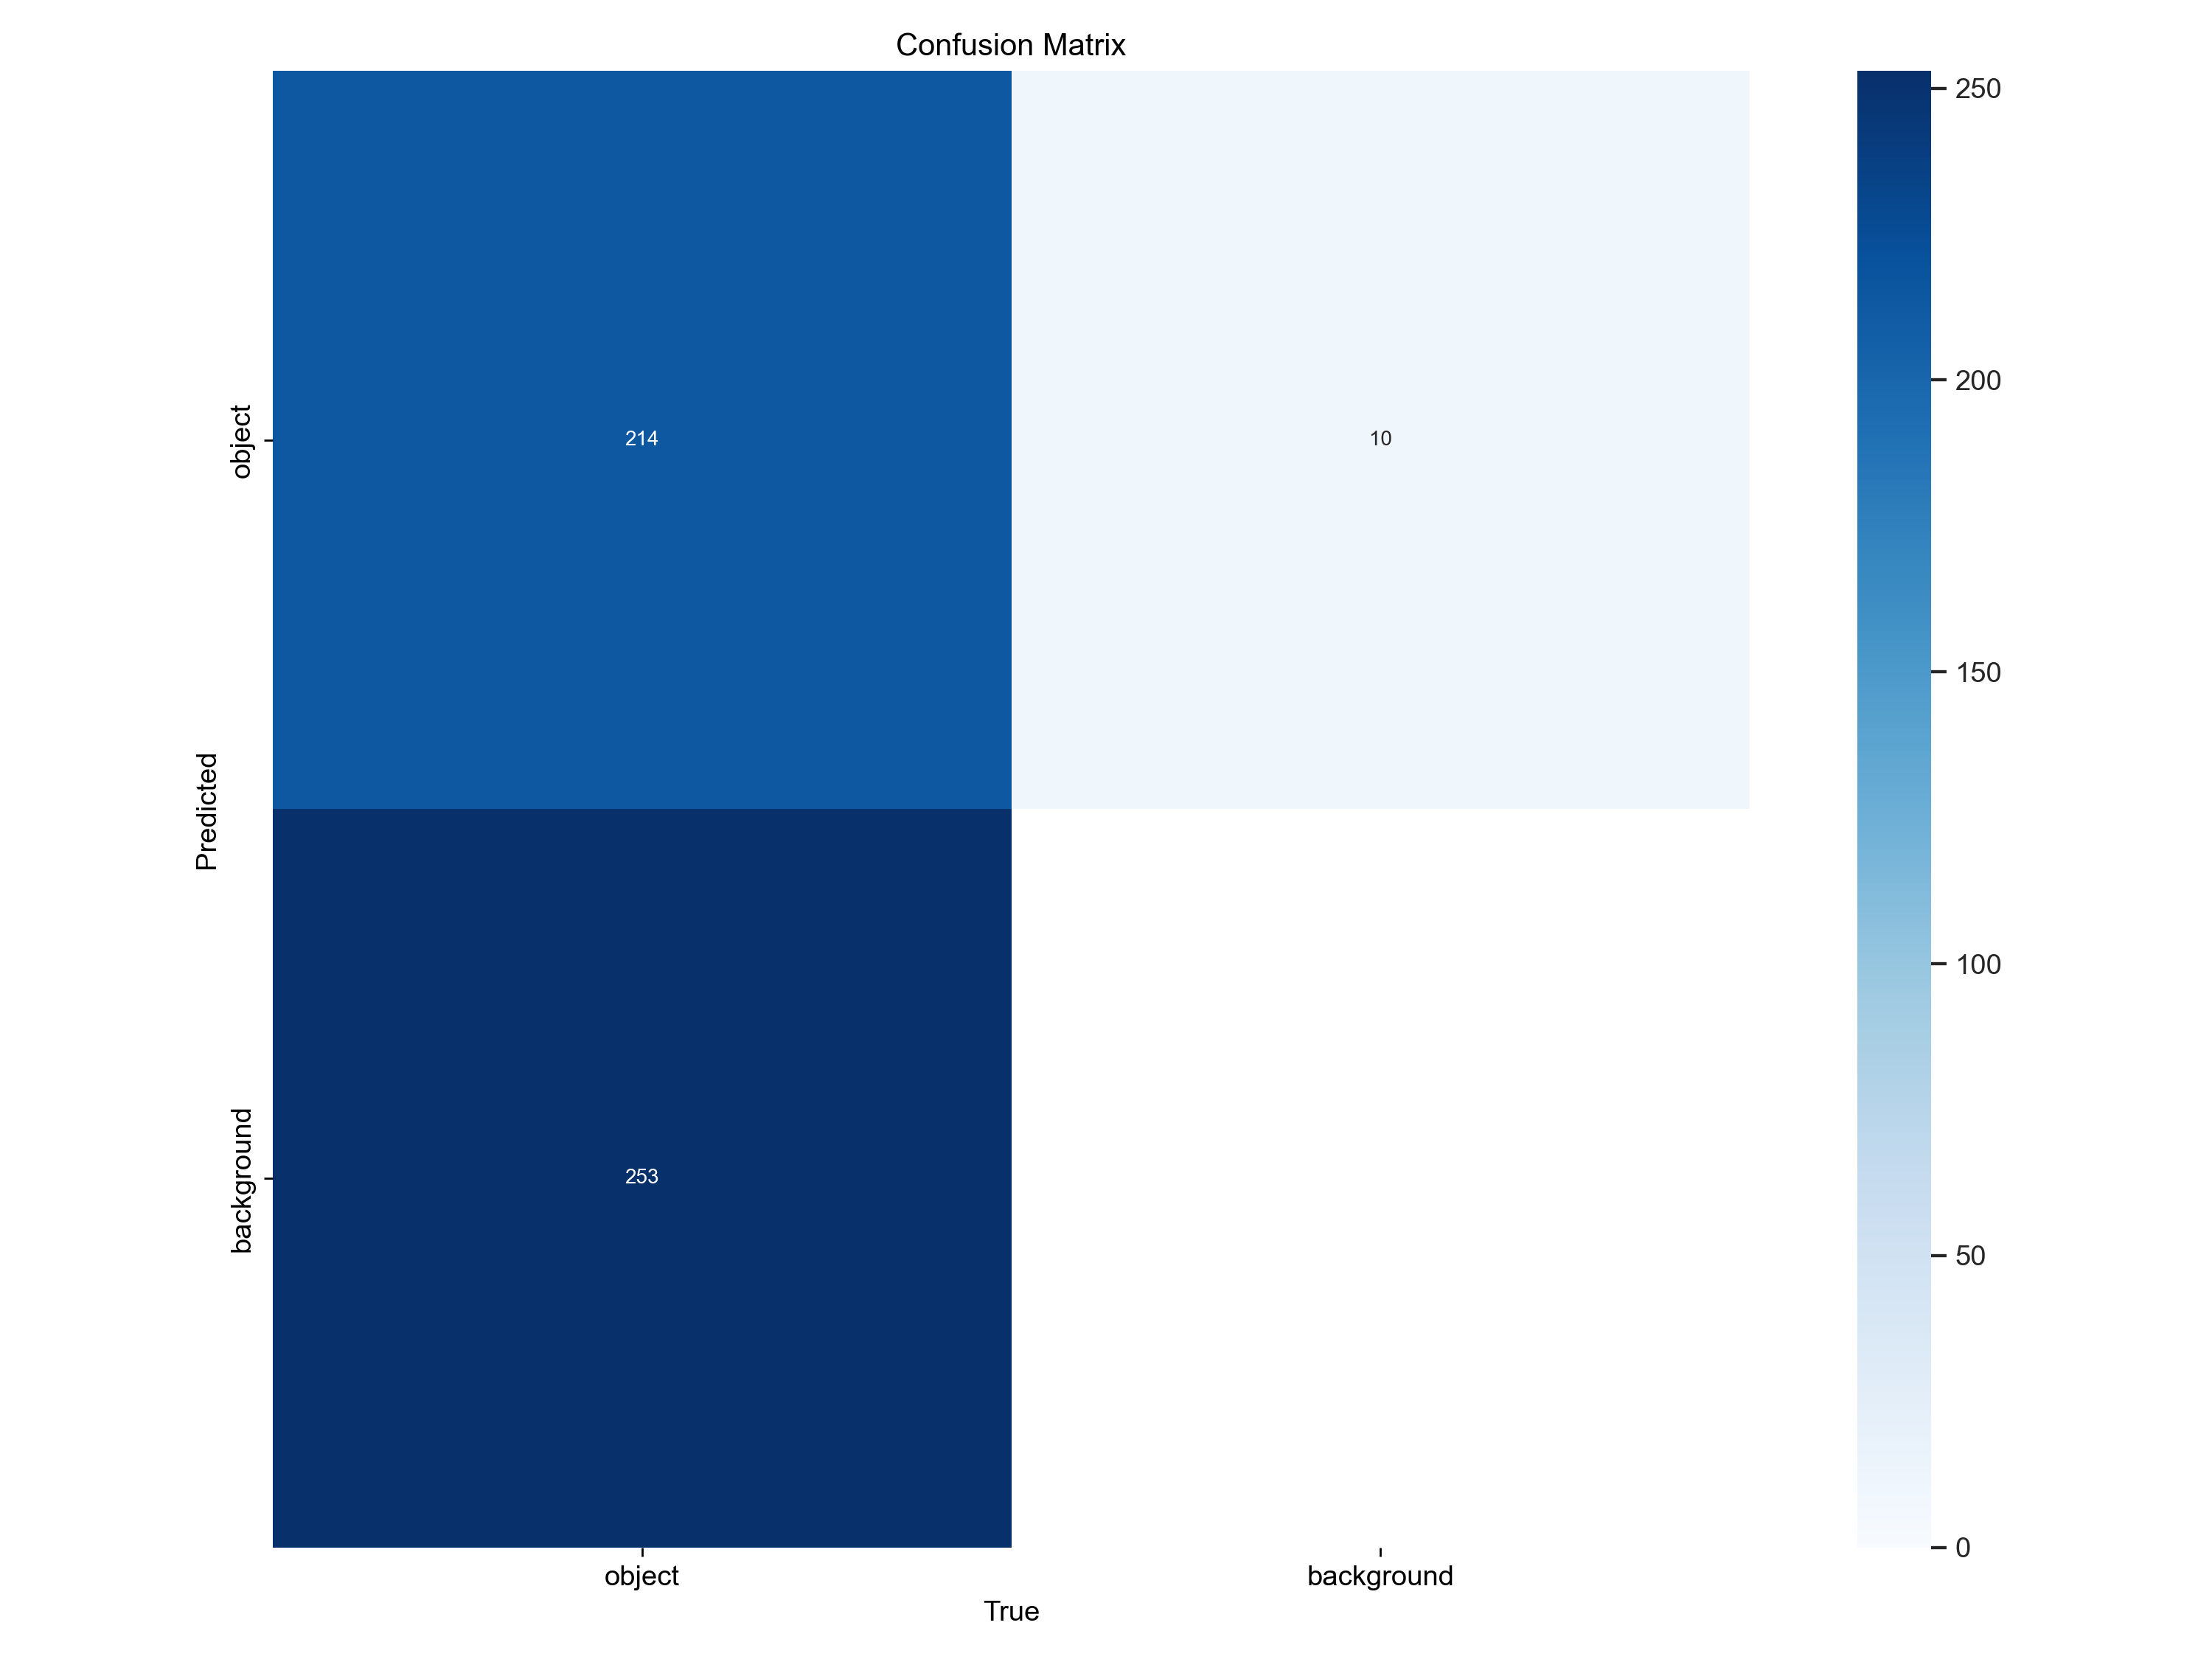 Confusion Matrix
object
214
10
250
200
150
100
50
0
Predicted
background
253
object
background
True